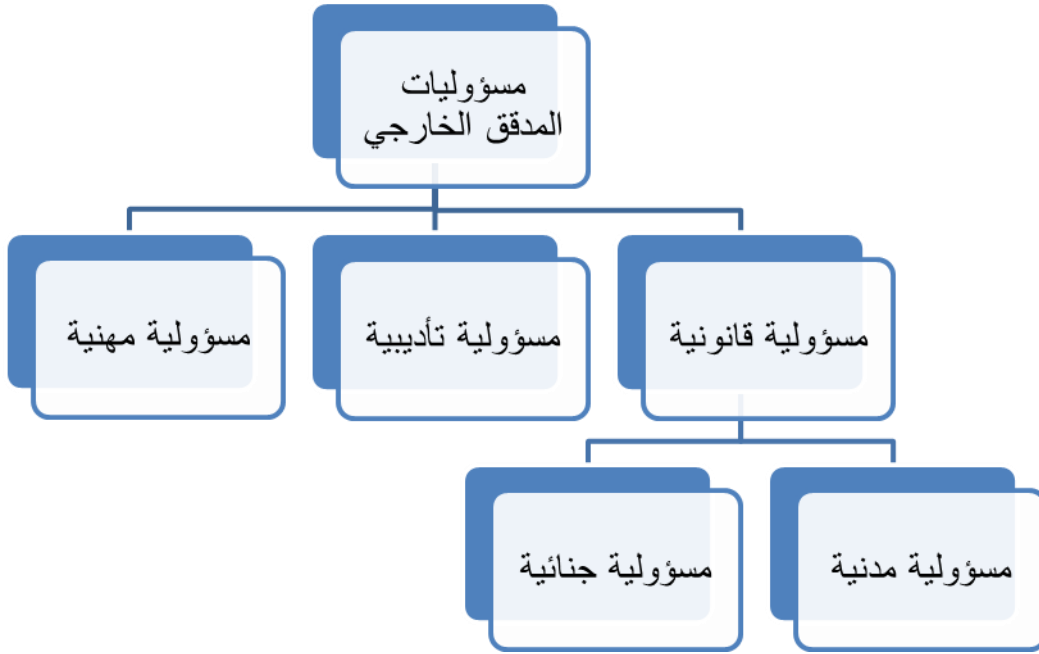 مسؤوليات
المدقق الخارجي
مسؤولية قانونية
مسؤولية تأديبية
مسؤولية مهنية
مسؤولية مدنية
مسؤولية جنائية